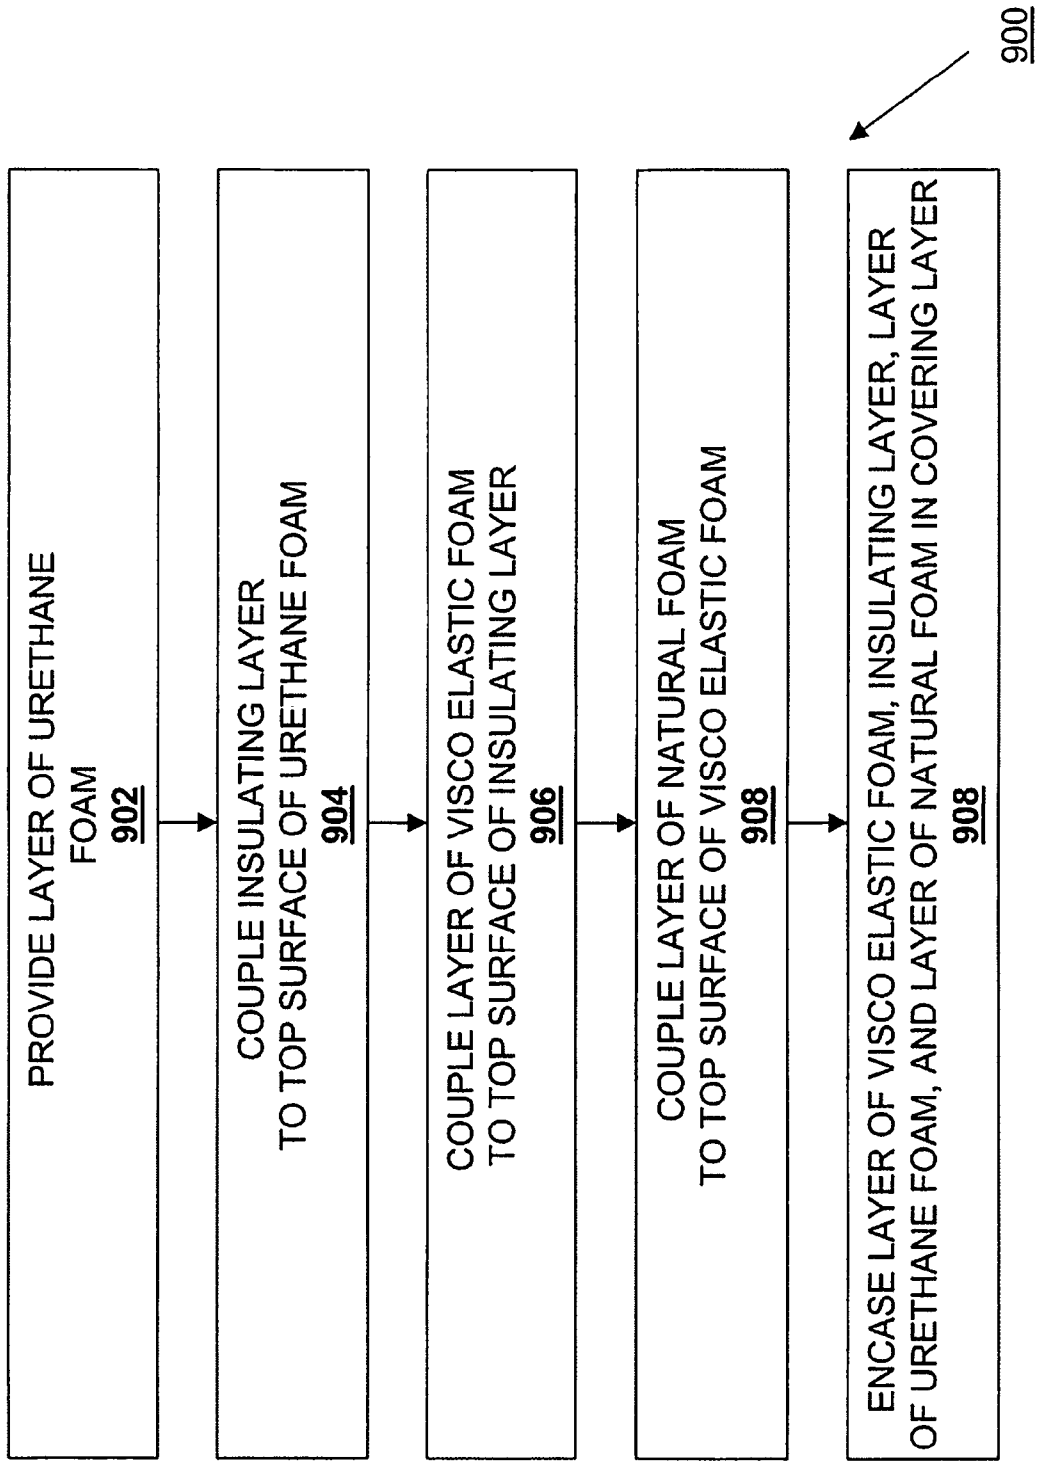 PROVIDE LAYER OF URETHANE
FOAM
902
COUPLE INSULATING LAYER
TO TOP SURFACE OF URETHANE FOAM
904
COUPLE LAYER OF VISCO ELASTIC FOAM
TO TOP SURFACE OF INSULATING LAYER
906
COUPLE LAYER OF NATURAL FOAM
TO TOP SURFACE OF VISCO ELASTIC FOAM
908
ENCASE LAYER OF VISCO ELASTIC FOAM, INSULATING LAYER, LAYER
OF URETHANE FOAM, AND LAYER OF NATURAL FOAM IN COVERING LAYER
908
900